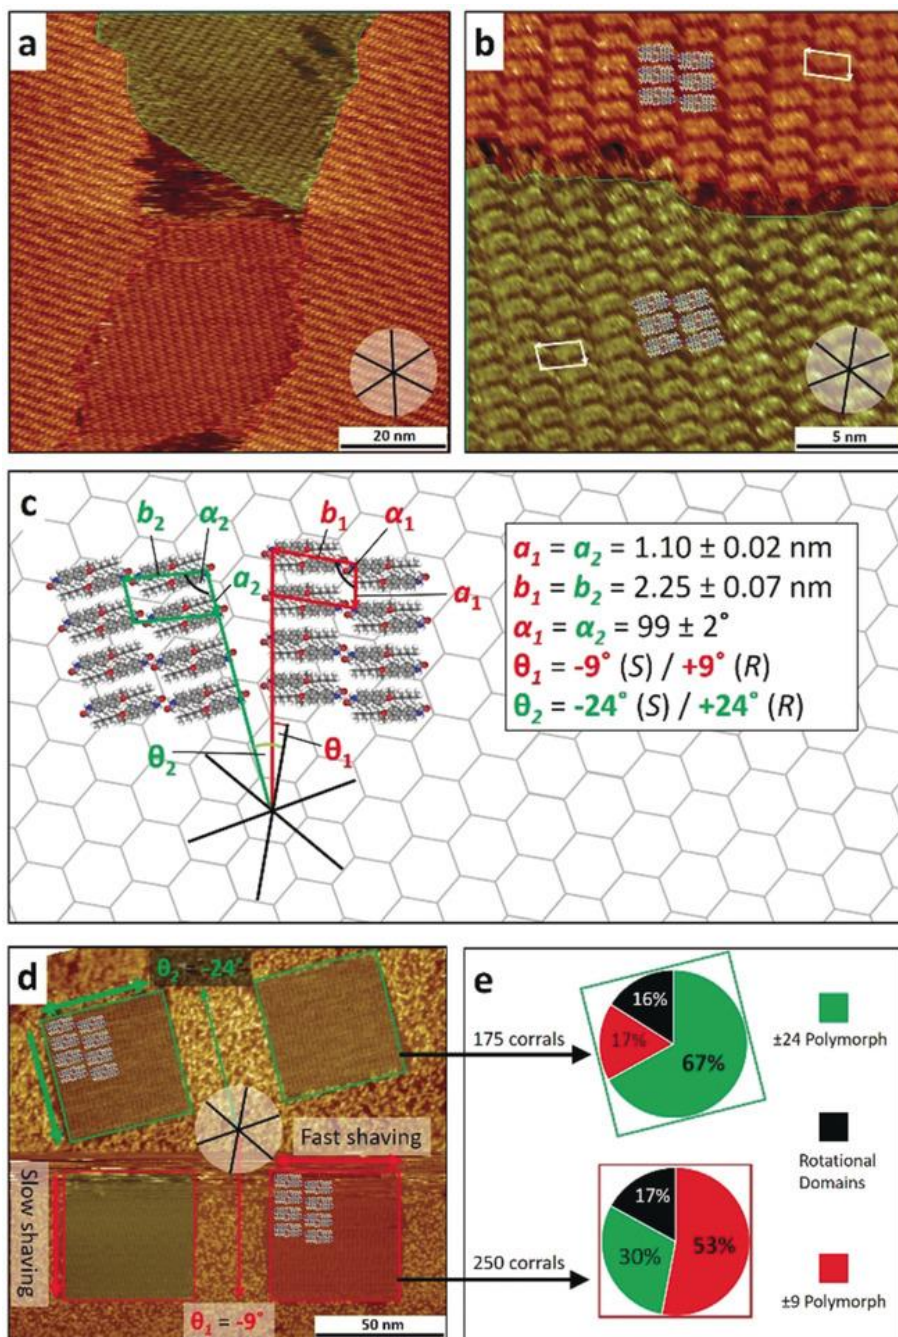 a
20 nm
b
5 nm
c
b₂
α₂
a₂
b₁
α₁
a₁
θ₂
θ₁
a₁ = a₂ = 1.10 ± 0.02 nm
b₁ = b₂ = 2.25 ± 0.07 nm
α₁ = α₂ = 99 ± 2°
θ₁ = -9° (S) / +9° (R)
θ₂ = -24° (S) / +24° (R)
d
θ₂ = -24°
Fast shaving
Slow shaving
θ₁ = -9°
50 nm
e
175 corrals
16%
17%
67%
250 corrals
17%
30%
53%
±24 Polymorph
Rotational
Domains
±9 Polymorph